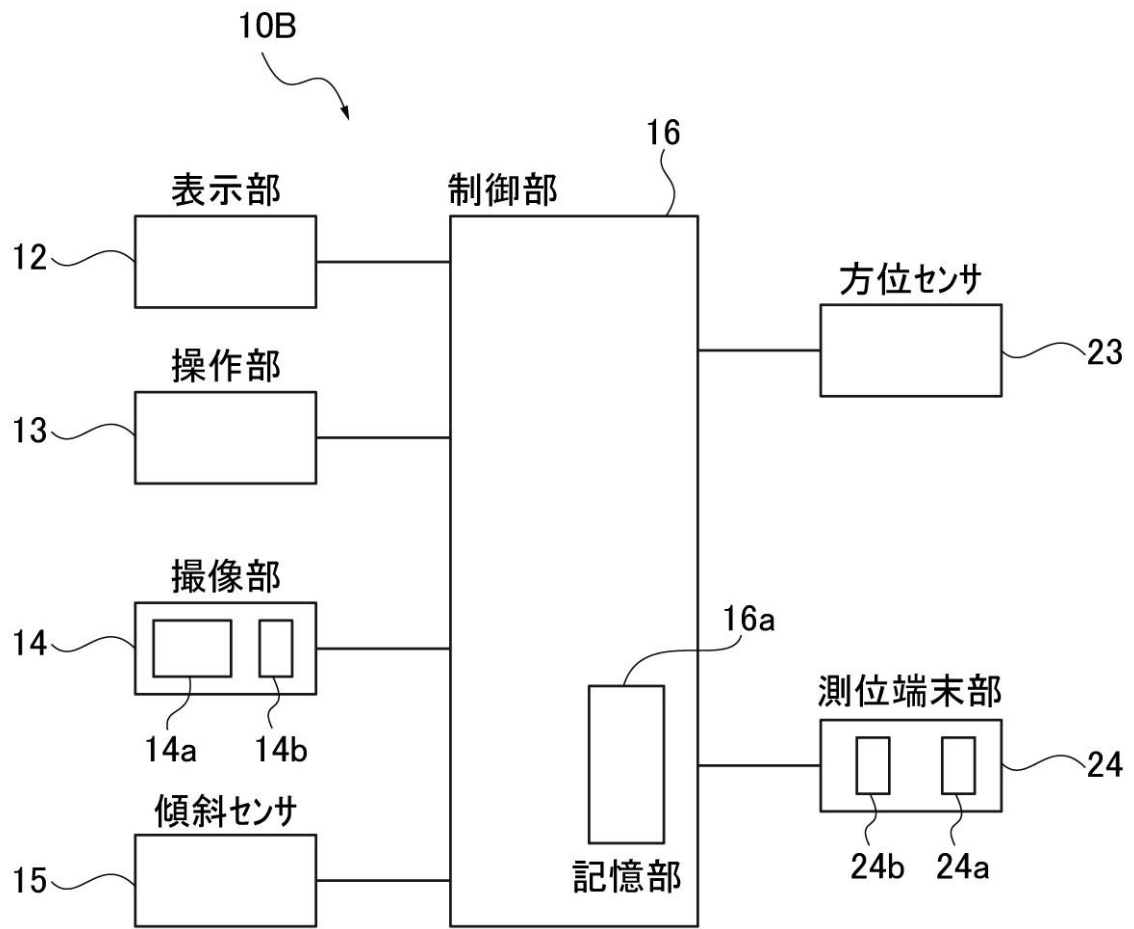 10B
16
表示部
制御部
12
方位センサ
23
操作部
13
撮像部
16a
14
14a
14b
測位端末部
24
傾斜センサ
24b
24a
15
記憶部